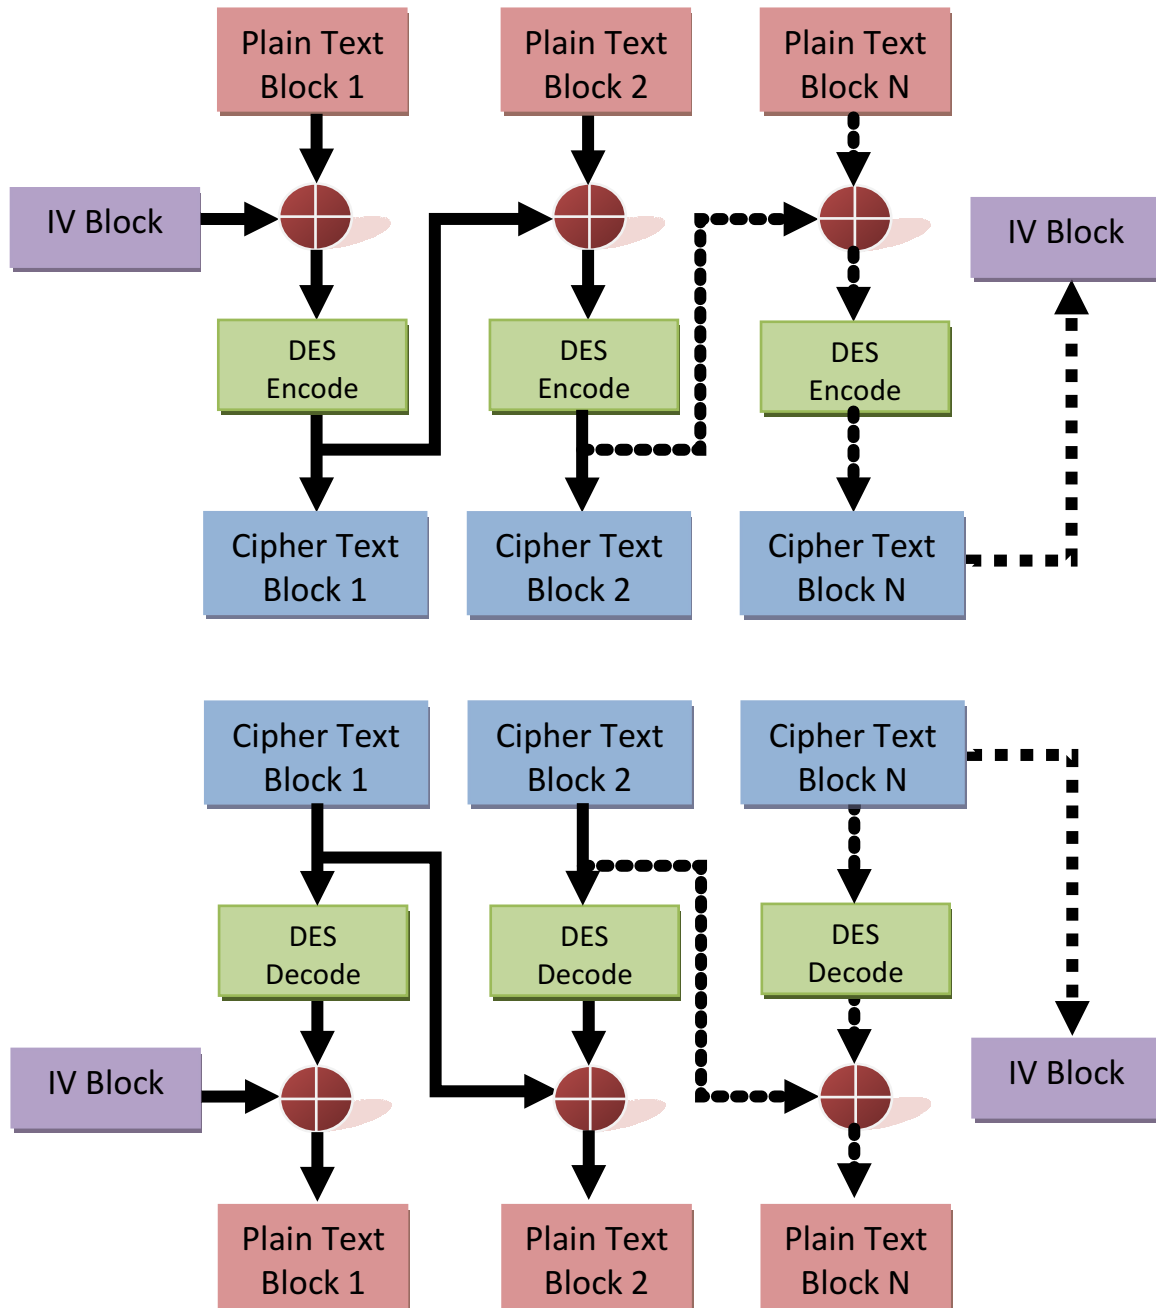 Plain Text
Block 1
Plain Text
Block 2
Plain Text
Block N
IV Block
IV Block
DES
Encode
DES
Encode
DES
Encode
Cipher Text
Block 1
Cipher Text
Block 2
Cipher Text
Block N
Cipher Text
Block 1
Cipher Text
Block 2
Cipher Text
Block N
DES
Decode
DES
Decode
DES
Decode
IV Block
IV Block
Plain Text
Block 1
Plain Text
Block 2
Plain Text
Block N